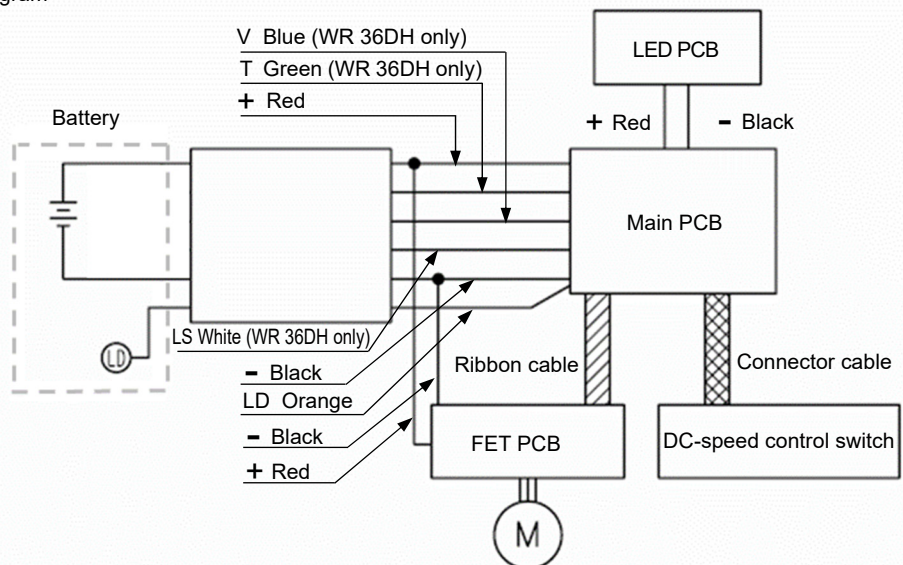 gram
V Blue (WR 36DH only)
T Green (WR 36DH only)
+ Red
Battery
LED PCB
+ Red
- Black
Main PCB
LD
LS White (WR 36DH only)
- Black
LD Orange
- Black
+ Red
Ribbon cable
Connector cable
FET PCB
DC-speed control switch
M